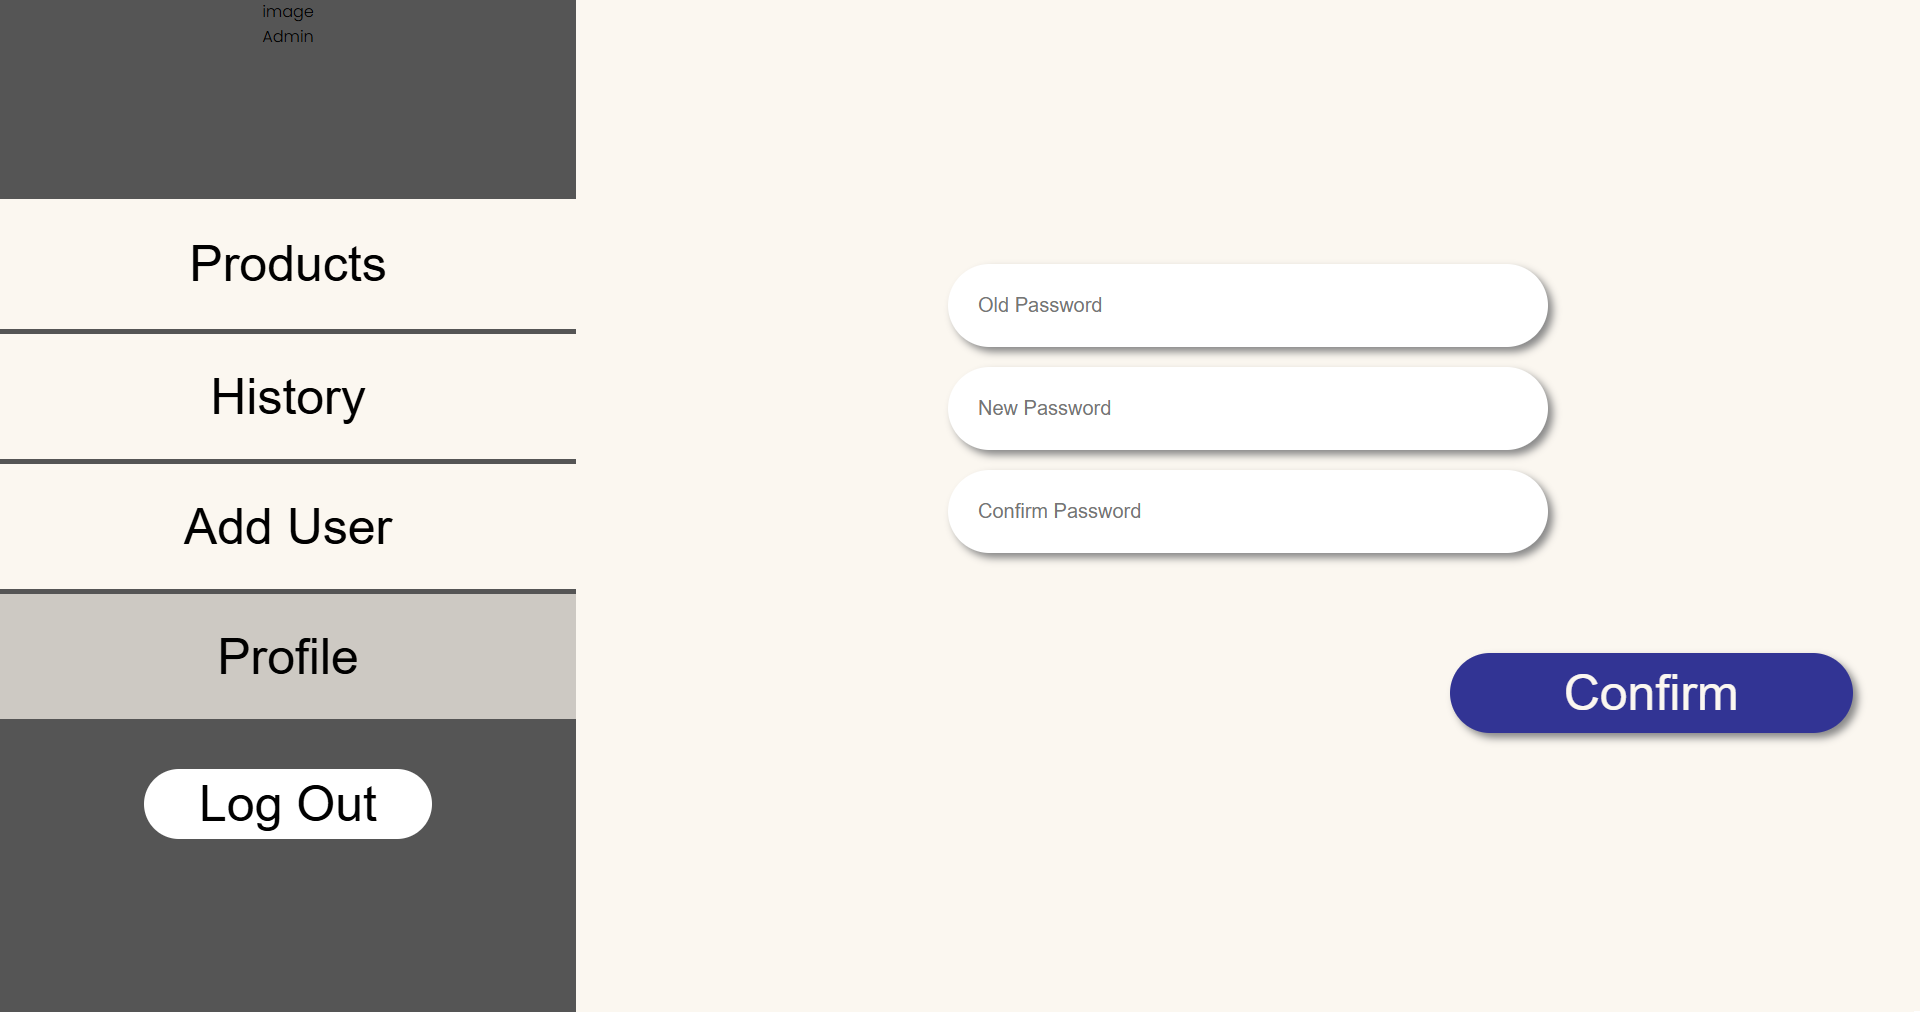 image
Admin
Products
History
Add User
Profile
Log Out
Old Password
New Password
Confirm Password
Confirm